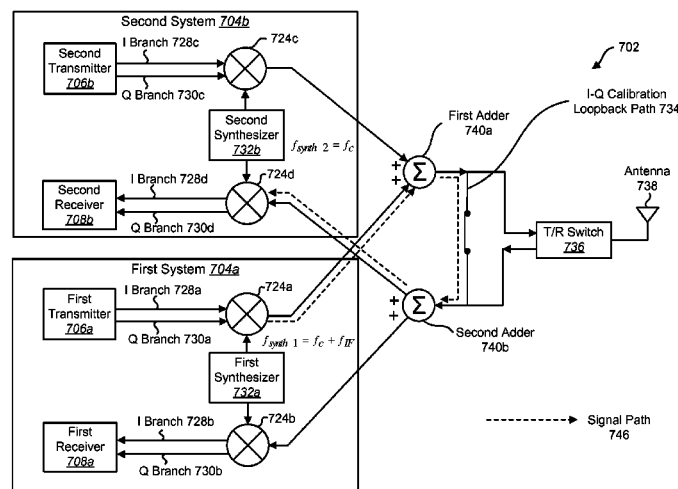 Second System 704b
I Branch 728c
724c
Second
Transmitter
706b
Q Branch 730c
Second
Synthesizer
732b
fsynth 2 = fc
I Branch 728d
724d
Second
Receiver
708b
Q Branch 730d
First System 704a
I Branch 728a
724a
First
Transmitter
706a
Q Branch 730a
First
Synthesizer
732a
fsynth 1 = fc + fIF
I Branch 728b
724b
First
Receiver
708a
Q Branch 730b
702
I-Q Calibration
Loopback Path 734
First Adder
740a
+
+
Σ
Antenna
738
T/R Switch
736
+
+
Σ
Second Adder
740b
Signal Path
746